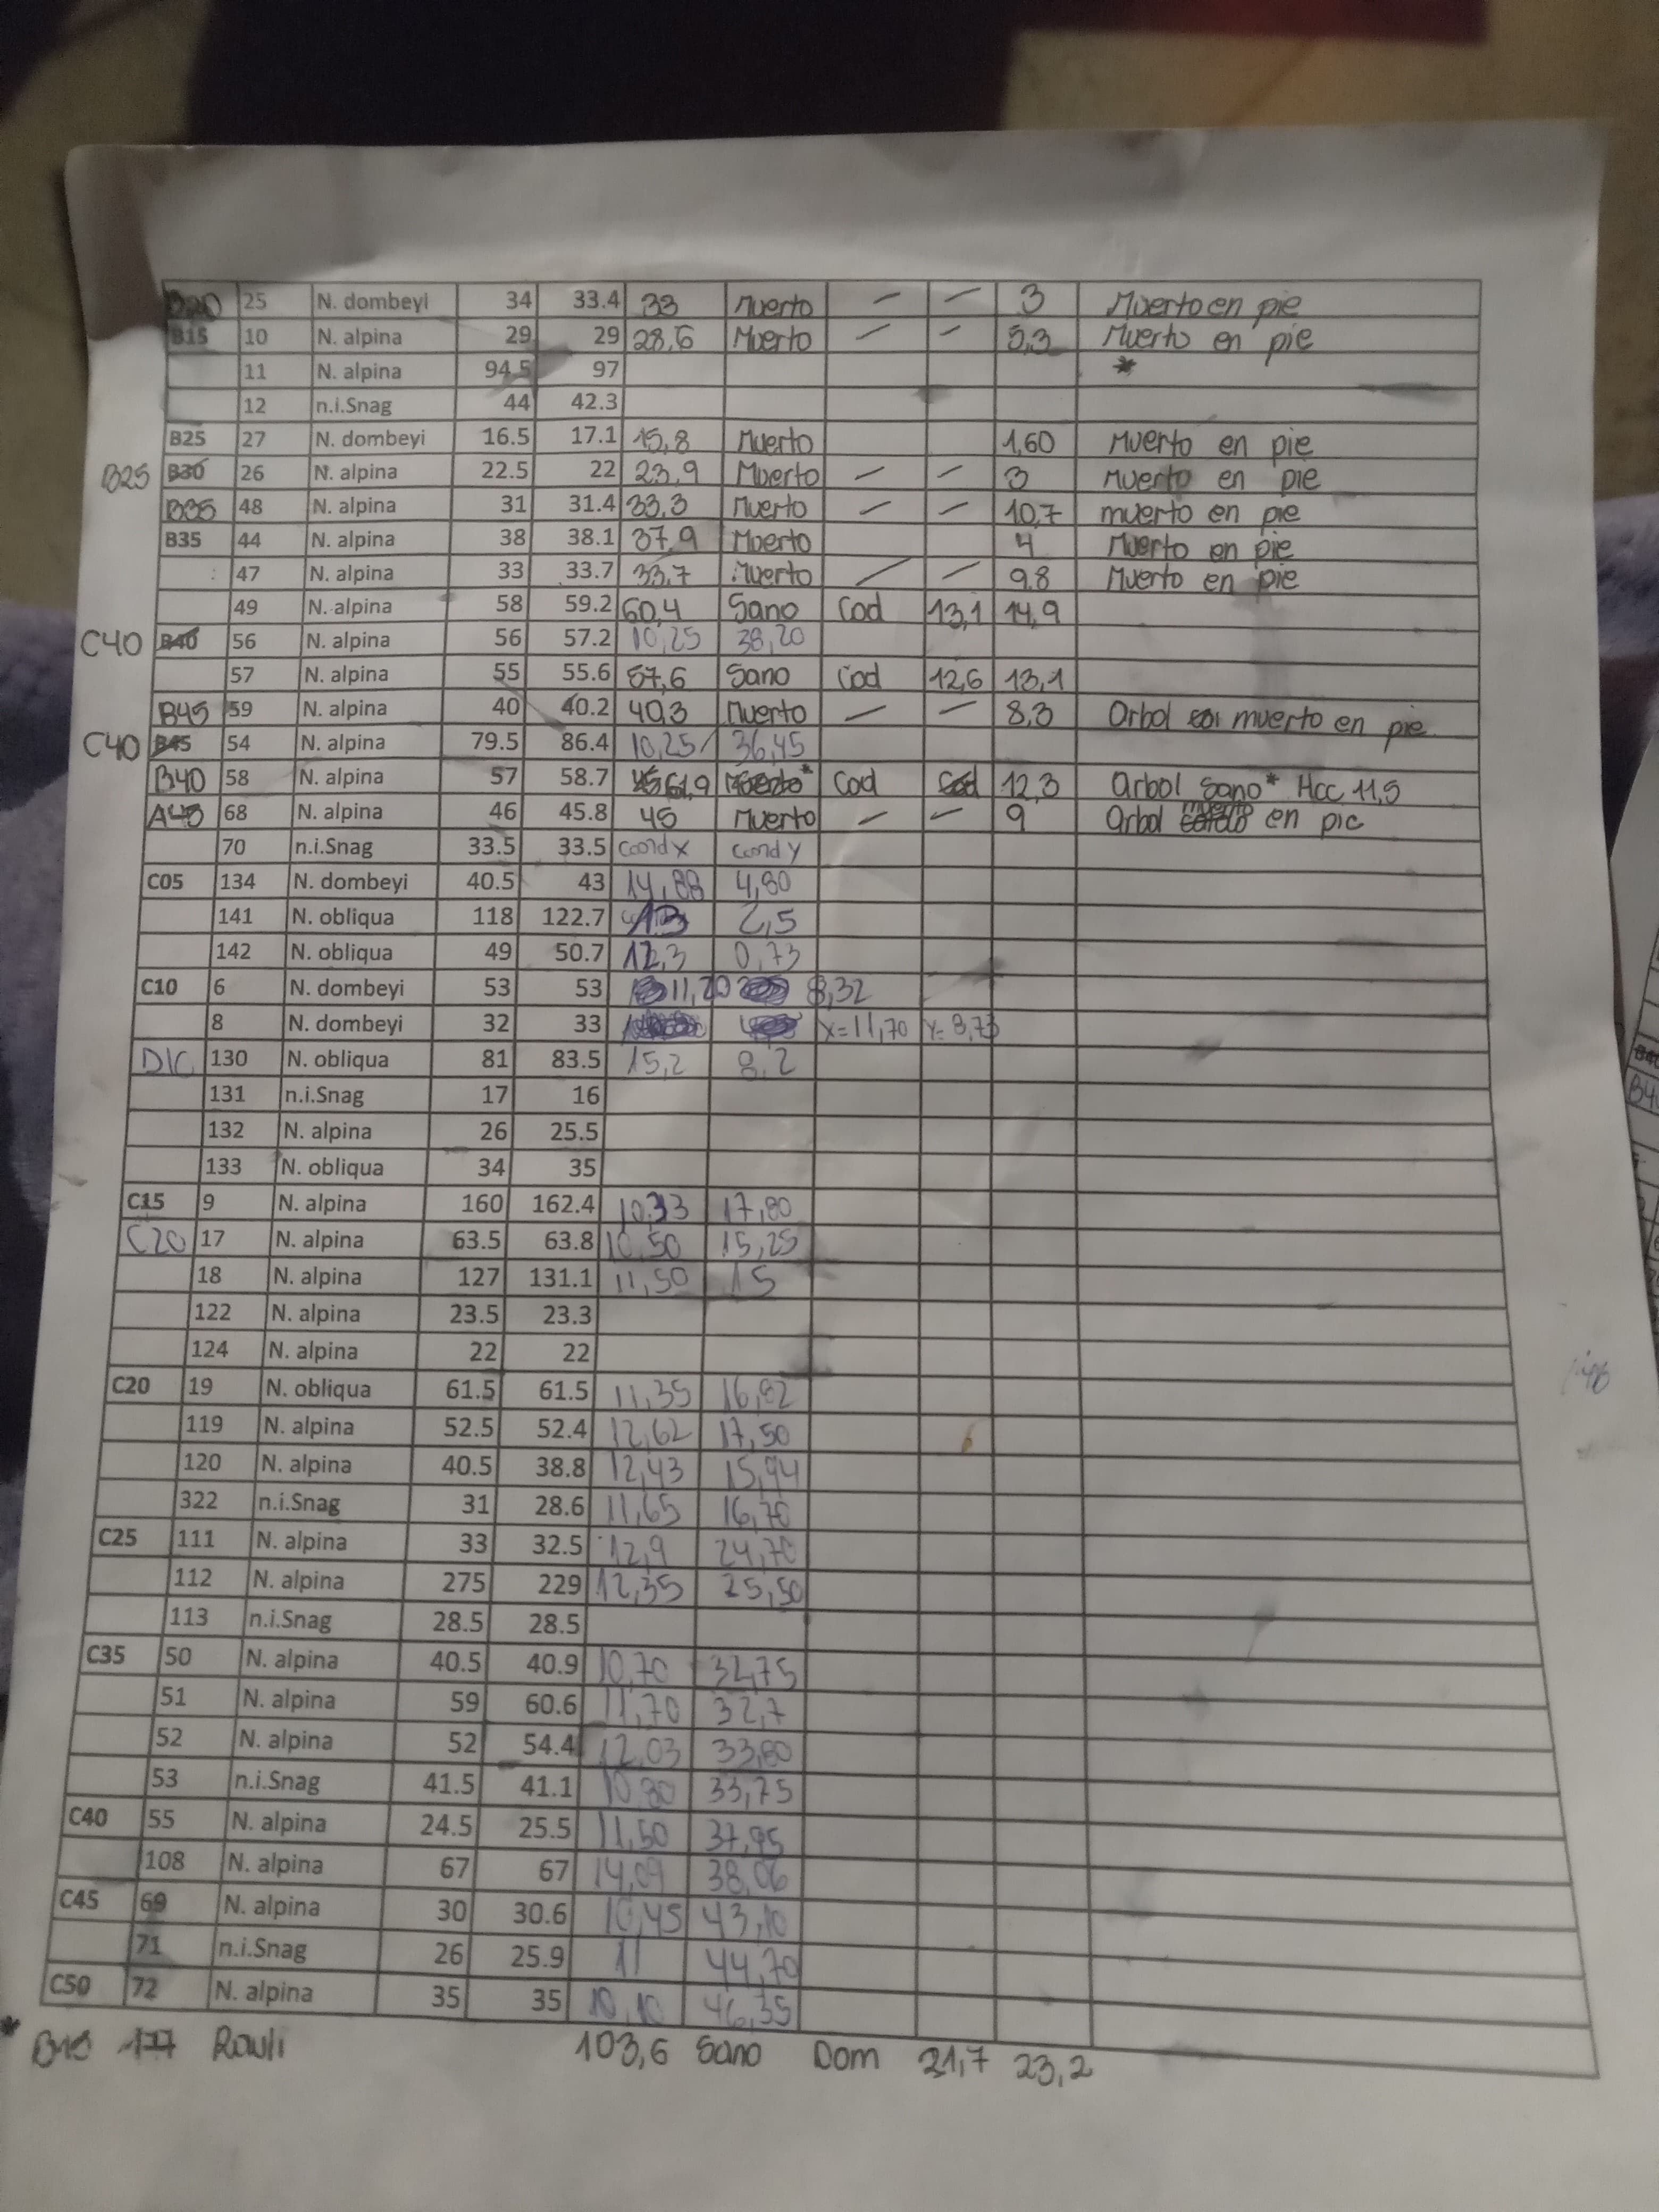 B20 25 N. dombeyi 34 33.4 33 Muerto — — 3 Muerto en pie
B15 10 N. alpina 29 29 28,6 Muerto — — 5,3 Muerto en pie
11 N. alpina 94.5 97 *
12 n.i.Snag 44 42.3
B25 27 N. dombeyi 16.5 17.1 15,8 Muerto 1,60 Muerto en pie
B25 B30 26 N. alpina 22.5 22 23,9 Muerto — — 3 Muerto en pie
B35 48 N. alpina 31 31.4 33,3 Muerto — — 10,7 muerto en pie
B35 44 N. alpina 38 38.1 37,9 Muerto 4 Muerto en pie
47 N. alpina 33 33.7 33,7 Muerto — — 9,8 Muerto en pie
49 N. alpina 58 59.2 60,4 Sano Cod 13,1 14,9
C40 B40 56 N. alpina 56 57.2 10,25 38,20
57 N. alpina 55 55.6 57,6 Sano Cod 12,6 13,1
B45 59 N. alpina 40 40.2 40,3 Muerto — — 8,3 Arbol muerto en pie
C40 B45 54 N. alpina 79.5 86.4 10,25 / 36,45
B40 58 N. alpina 57 58.7 61,9 Muerto* Cod Cod 12,3 Arbol Sano* Hcc 11,5
A45 68 N. alpina 46 45.8 45 Muerto — — 9 Arbol muerto en pie
70 n.i.Snag 33.5 33.5 coord X coord y
C05 134 N. dombeyi 40.5 43 14,88 4,80
141 N. obliqua 118 122.7 13 2,5
142 N. obliqua 49 50.7 12,3 0,73
C10 6 N. dombeyi 53 53 11,20 8,32
8 N. dombeyi 32 33 X=11,70 Y=8,73
D10 130 N. obliqua 81 83.5 15,2 8,2
131 n.i.Snag 17 16
132 N. alpina 26 25.5
133 N. obliqua 34 35
C15 9 N. alpina 160 162.4 10,33 17,80
C20 17 N. alpina 63.5 63.8 10,50 15,25
18 N. alpina 127 131.1 11,50 15
122 N. alpina 23.5 23.3
124 N. alpina 22 22
C20 19 N. obliqua 61.5 61.5 11,35 16,82
119 N. alpina 52.5 52.4 12,62 17,50
120 N. alpina 40.5 38.8 12,43 15,94
322 n.i.Snag 31 28.6 11,65 16,70
C25 111 N. alpina 33 32.5 12,9 24,70
112 N. alpina 275 229 12,35 25,50
113 n.i.Snag 28.5 28.5
C35 50 N. alpina 40.5 40.9 10,70 32,75
51 N. alpina 59 60.6 11,70 32,7
52 N. alpina 52 54.4 12,03 33,80
53 n.i.Snag 41.5 41.1 10,80 33,75
C40 55 N. alpina 24.5 25.5 11,50 37,95
108 N. alpina 67 67 14,09 38,06
C45 69 N. alpina 30 30.6 10,45 43,10
71 n.i.Snag 26 25.9 11 44,70
C50 72 N. alpina 35 35 10,10 46,35
* B15 Rauli 103,6 Sano Dom 21,7 23,2